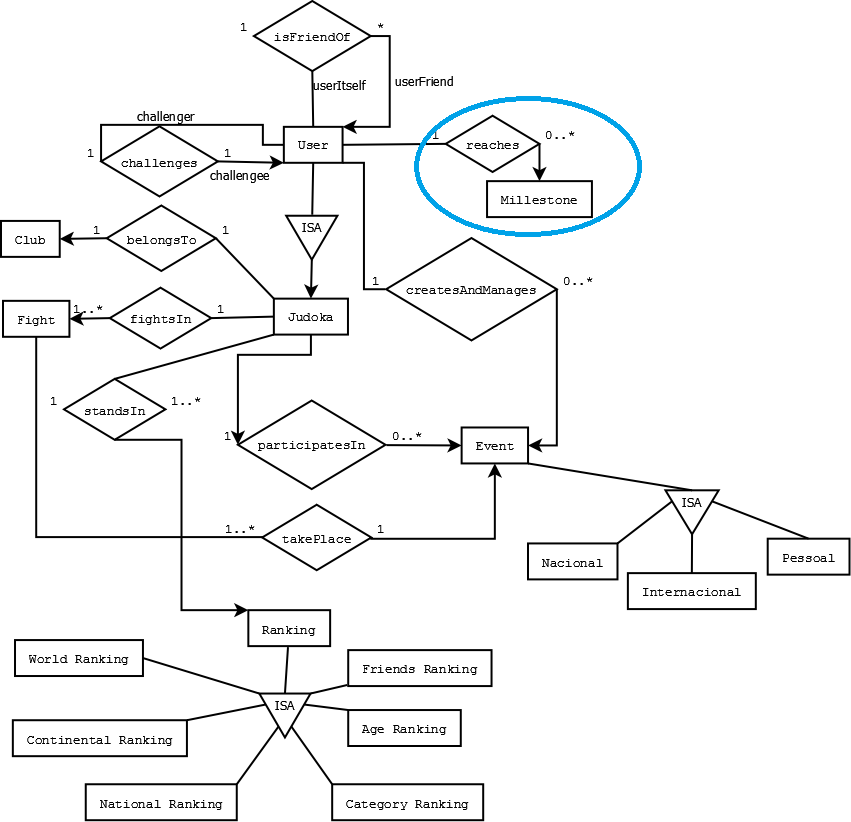 1
*
isFriendOf
userItself
userFriend
challenger
1
challenges
1
challengee
User
1
reaches
0..*
Millestone
ISA
Club
1
belongsTo
1
1
createsAndManages
0..*
Fight
1..*
fightsIn
1
Judoka
1
standsIn
1..*
1
participatesIn
0..*
Event
1..*
takePlace
1
ISA
Nacional
Internacional
Pessoal
Ranking
World Ranking
Friends Ranking
ISA
Continental Ranking
Age Ranking
National Ranking
Category Ranking